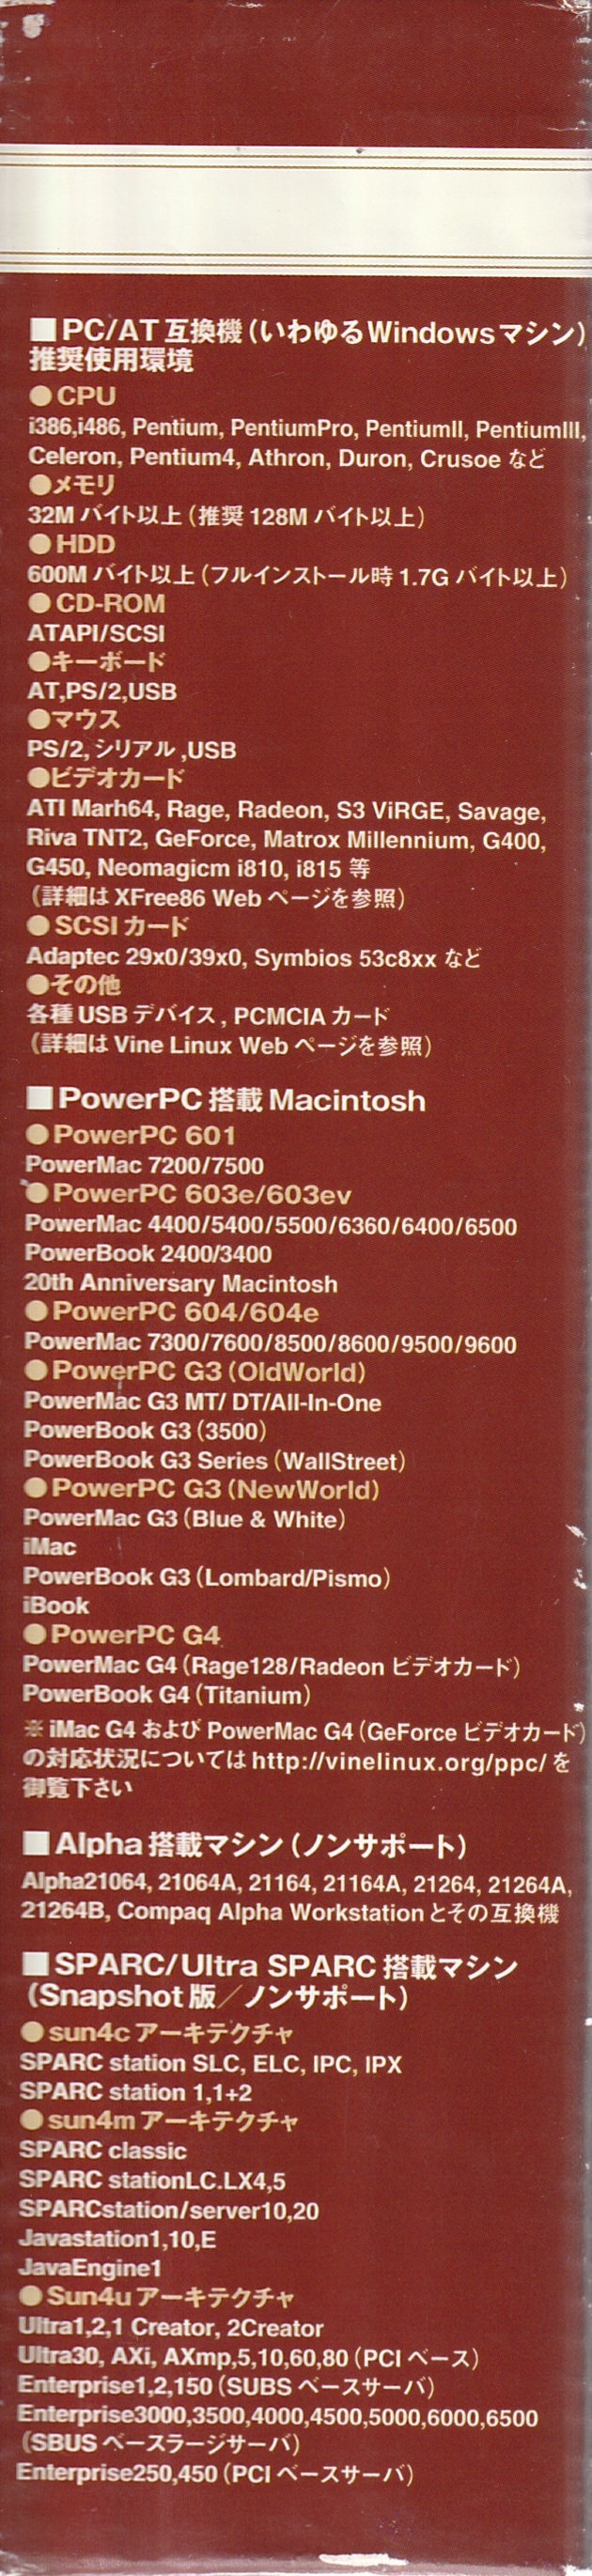 ■PC/AT互換機(いわゆるWindowsマシン)
推奨使用環境
●CPU
i386,i486, Pentium, PentiumPro, PentiumII, PentiumIII,
Celeron, Pentium4, Athron, Duron, Crusoe など
●メモリ
32M バイト以上(推奨 128M バイト以上)
●HDD
600M バイト以上(フルインストール時 1.7G バイト以上)
●CD-ROM
ATAPI/SCSI
●キーボード
AT,PS/2,USB
●マウス
PS/2, シリアル ,USB
●ビデオカード
ATI Marh64, Rage, Radeon, S3 ViRGE, Savage,
Riva TNT2, GeForce, Matrox Millennium, G400,
G450, Neomagicm i810, i815 等
(詳細は XFree86 Web ページを参照)
●SCSI カード
Adaptec 29x0/39x0, Symbios 53c8xx など
●その他
各種 USB デバイス, PCMCIA カード
(詳細は Vine Linux Web ページを参照)
■PowerPC 搭載 Macintosh
●PowerPC 601
PowerMac 7200/7500
●PowerPC 603e/603ev
PowerMac 4400/5400/5500/6360/6400/6500
PowerBook 2400/3400
20th Anniversary Macintosh
●PowerPC 604/604e
PowerMac 7300/7600/8500/8600/9500/9600
●PowerPC G3(OldWorld)
PowerMac G3 MT/ DT/All-In-One
PowerBook G3(3500)
PowerBook G3 Series(WallStreet)
●PowerPC G3(NewWorld)
PowerMac G3(Blue & White)
iMac
PowerBook G3(Lombard/Pismo)
iBook
●PowerPC G4
PowerMac G4(Rage128/Radeon ビデオカード)
PowerBook G4(Titanium)
※ iMac G4 および PowerMac G4(GeForce ビデオカード)
の対応状況については http://vinelinux.org/ppc/ を
御覧下さい
■Alpha 搭載マシン(ノンサポート)
Alpha21064, 21064A, 21164, 21164A, 21264, 21264A,
21264B, Compaq Alpha Workstationとその互換機
■SPARC/Ultra SPARC 搭載マシン
(Snapshot 版/ノンサポート)
●sun4c アーキテクチャ
SPARC station SLC, ELC, IPC, IPX
SPARC station 1,1+2
●sun4m アーキテクチャ
SPARC classic
SPARC stationLC.LX4,5
SPARCstation/server10,20
Javastation1,10,E
JavaEngine1
●Sun4u アーキテクチャ
Ultra1,2,1 Creator, 2Creator
Ultra30, AXi, AXmp,5,10,60,80(PCI ベース)
Enterprise1,2,150(SUBS ベースサーバ)
Enterprise3000,3500,4000,4500,5000,6000,6500
(SBUS ベースラージサーバ)
Enterprise250,450(PCI ベースサーバ)